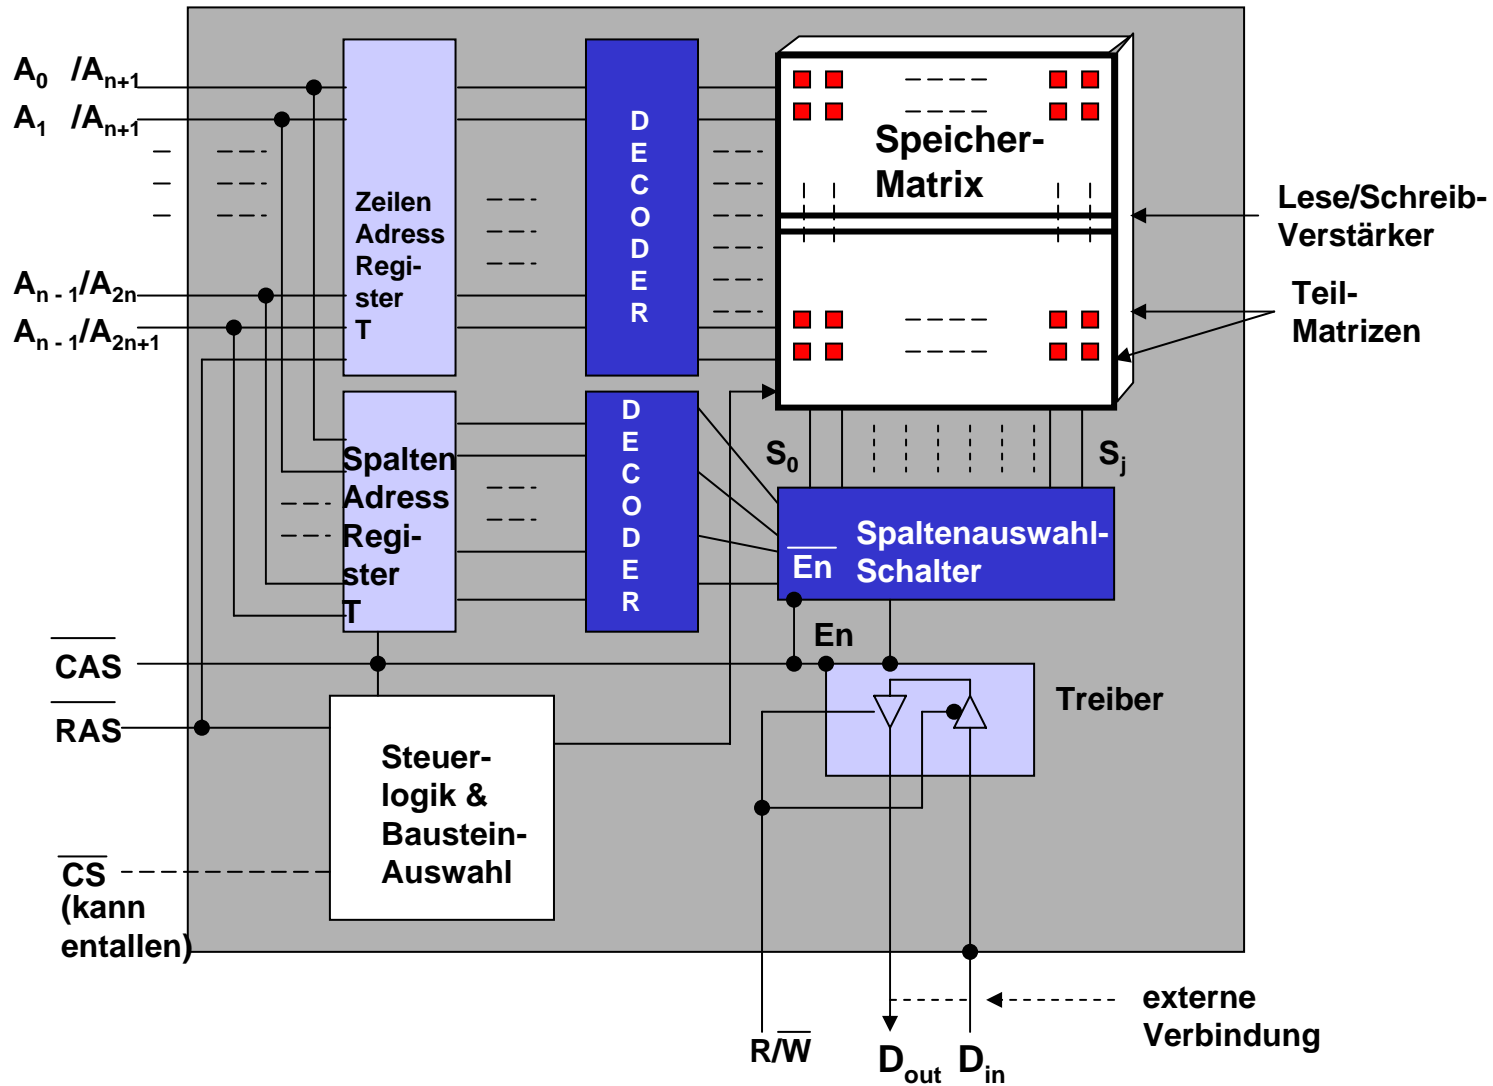 A0 /An+1
A1 /An+1
An - 1/A2n
An - 1/A2n+1
Zeilen
Adress
Regi-
ster
T
D
E
C
O
D
E
R
Speicher-
Matrix
Lese/Schreib-
Verstärker
Teil-
Matrizen
Spalten
Adress
Regi-
ster
T
D
E
C
O
D
E
R
S0
Sj
En
Spaltenauswahl-
Schalter
En
Treiber
CAS
RAS
CS
(kann
entallen)
Steuer-
logik &
Baustein-
Auswahl
R/W
Dout
Din
externe
Verbindung